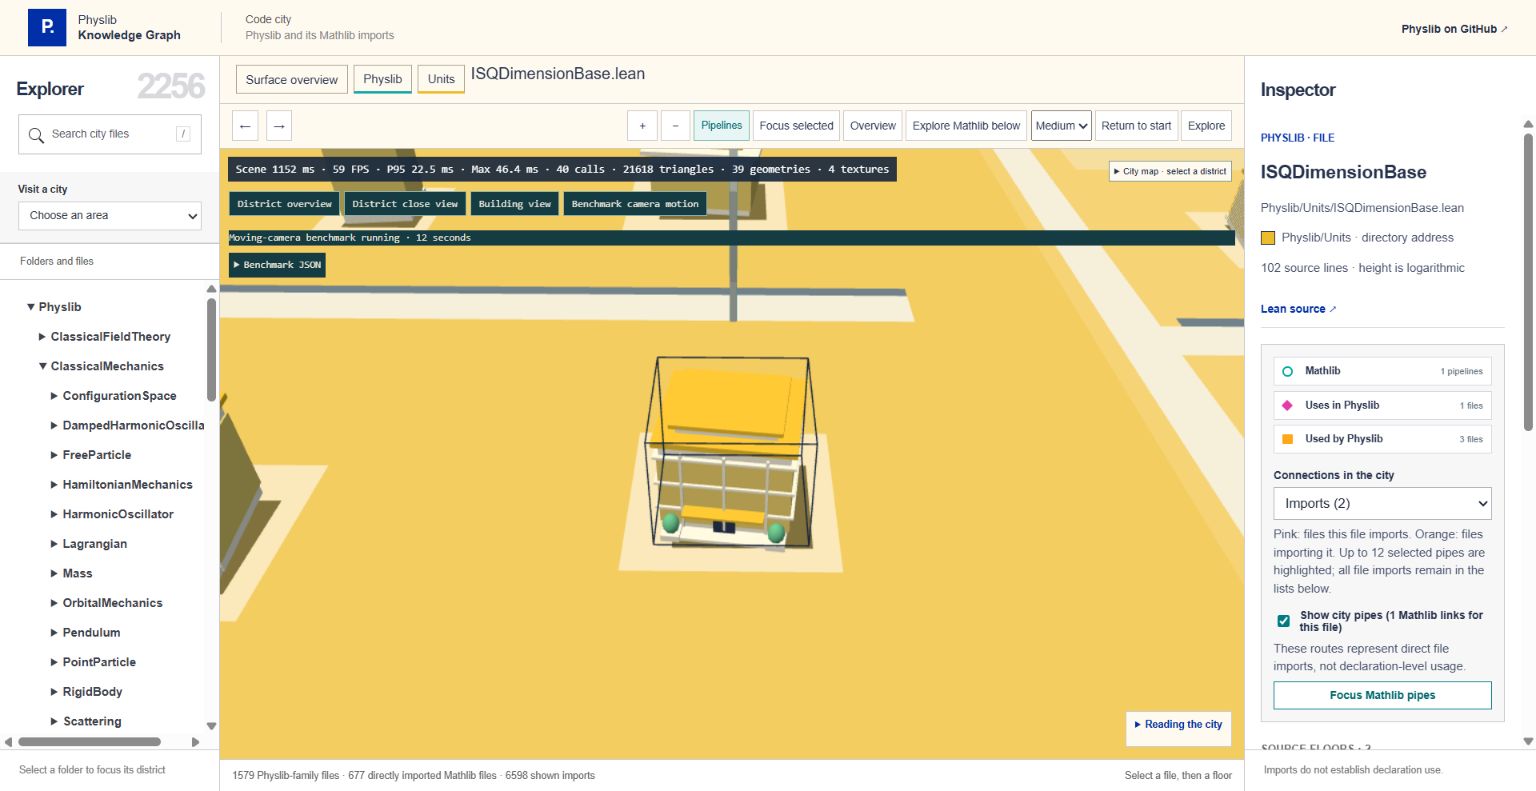 P.
Physlib
Knowledge Graph
Code city
Physlib and its Mathlib imports
Physlib on GitHub ↗
Explorer
2256
Search city files
/
Visit a city
Choose an area
Folders and files
▼ Physlib
▶ ClassicalFieldTheory
▼ ClassicalMechanics
▶ ConfigurationSpace
▶ DampedHarmonicOscilla
▶ FreeParticle
▶ HamiltonianMechanics
▶ HarmonicOscillator
▶ Lagrangian
▶ Mass
▶ OrbitalMechanics
▶ Pendulum
▶ PointParticle
▶ RigidBody
▶ Scattering
Select a folder to focus its district
Surface overview
Physlib
Units
ISQDimensionBase.lean
←
→
+
−
Pipelines
Focus selected
Overview
Explore Mathlib below
Medium
Return to start
Explore
Scene 1152 ms · 59 FPS · P95 22.5 ms · Max 46.4 ms · 40 calls · 21618 triangles · 39 geometries · 4 textures
▶ City map · select a district
District overview
District close view
Building view
Benchmark camera motion
Moving-camera benchmark running · 12 seconds
▶ Benchmark JSON
▶ Reading the city
1579 Physlib-family files · 677 directly imported Mathlib files · 6598 shown imports
Select a file, then a floor
Inspector
PHYSLIB · FILE
ISQDimensionBase
Physlib/Units/ISQDimensionBase.lean
Physlib/Units · directory address
102 source lines · height is logarithmic
Lean source ↗
Mathlib
1 pipelines
Uses in Physlib
1 files
Used by Physlib
3 files
Connections in the city
Imports (2)
Pink: files this file imports. Orange: files
importing it. Up to 12 selected pipes are
highlighted; all file imports remain in the
lists below.
Show city pipes (1 Mathlib links for
this file)
These routes represent direct file
imports, not declaration-level usage.
Focus Mathlib pipes
SOURCE FLOORS · 2
Imports do not establish declaration use.